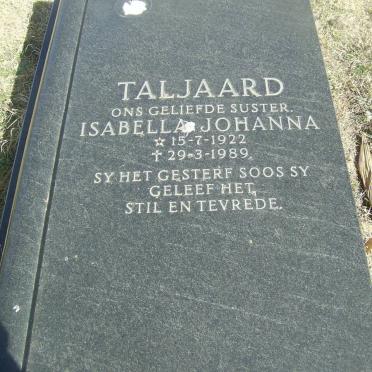 TALJAARD
ONS GELIEFDE SUSTER.
ISABELLA JOHANNA
☆ 15-7-1922
✝ 29-3-1989.
SY HET GESTERF SOOS SY
GELEEF HET,
STIL EN TEVREDE.